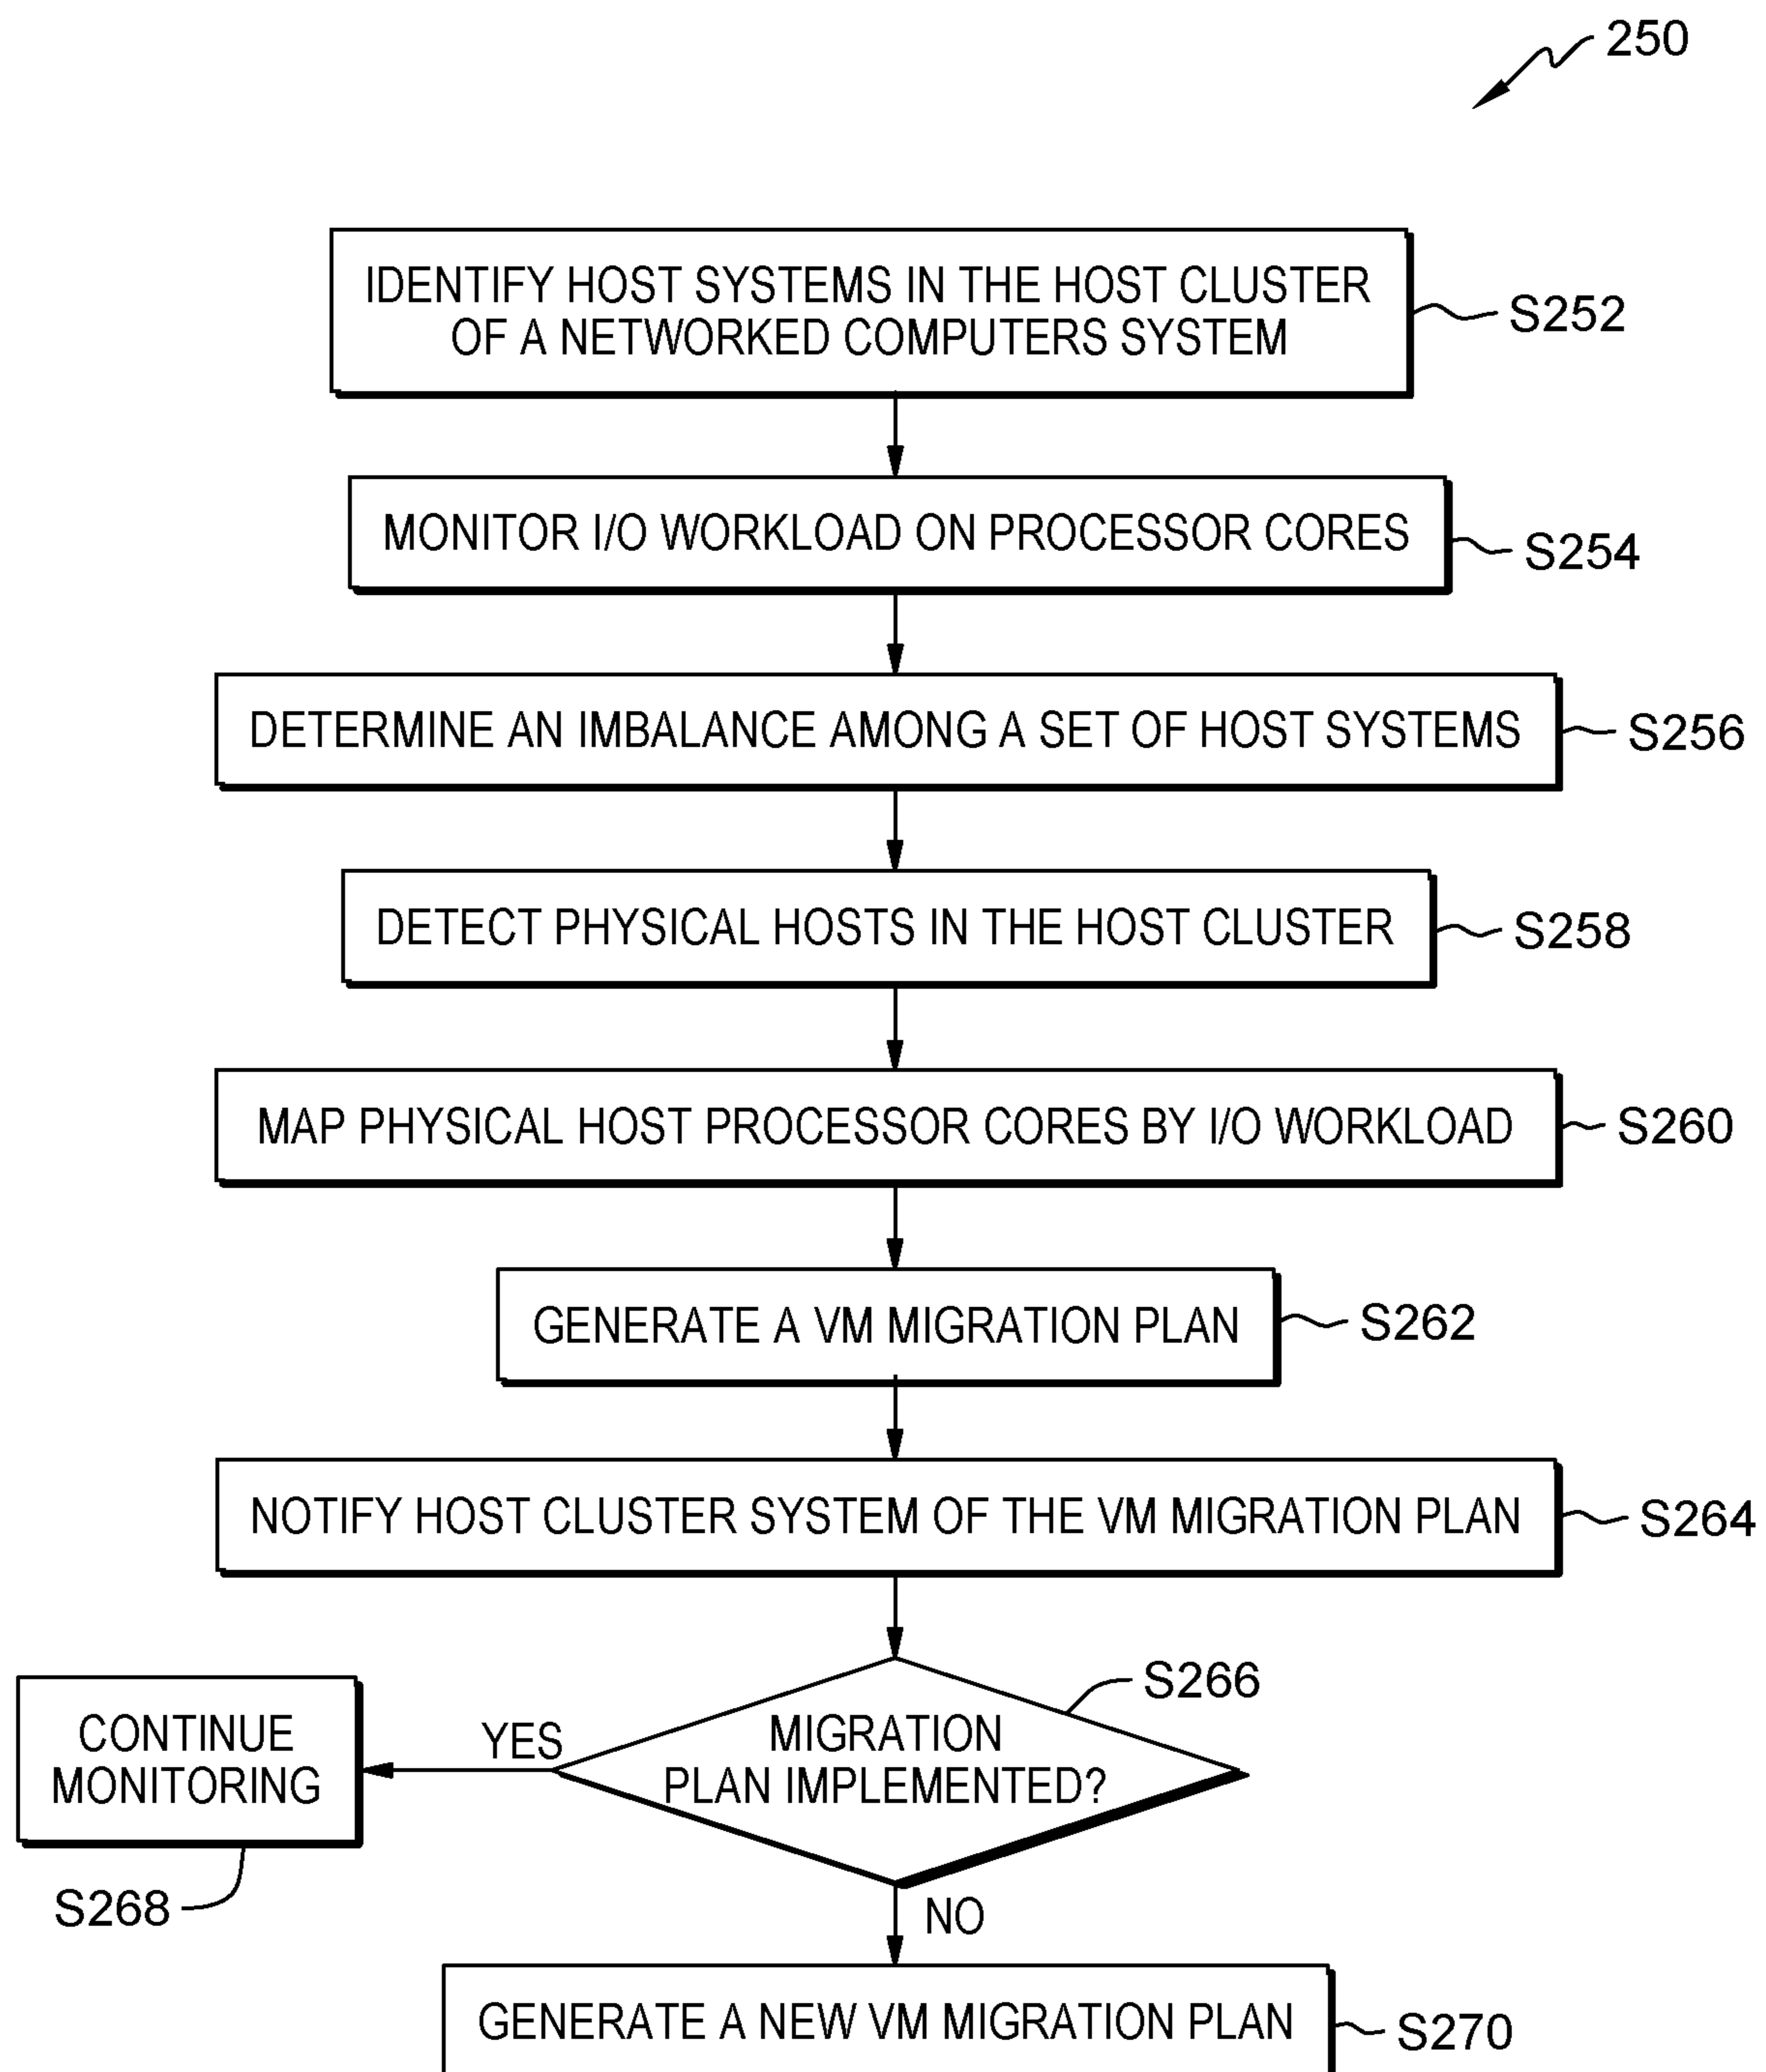 250
IDENTIFY HOST SYSTEMS IN THE HOST CLUSTER
OF A NETWORKED COMPUTERS SYSTEM
S252
MONITOR I/O WORKLOAD ON PROCESSOR CORES
S254
DETERMINE AN IMBALANCE AMONG A SET OF HOST SYSTEMS
S256
DETECT PHYSICAL HOSTS IN THE HOST CLUSTER
S258
MAP PHYSICAL HOST PROCESSOR CORES BY I/O WORKLOAD
S260
GENERATE A VM MIGRATION PLAN
S262
NOTIFY HOST CLUSTER SYSTEM OF THE VM MIGRATION PLAN
S264
S266
MIGRATION
PLAN IMPLEMENTED?
YES
CONTINUE
MONITORING
S268
NO
GENERATE A NEW VM MIGRATION PLAN
S270